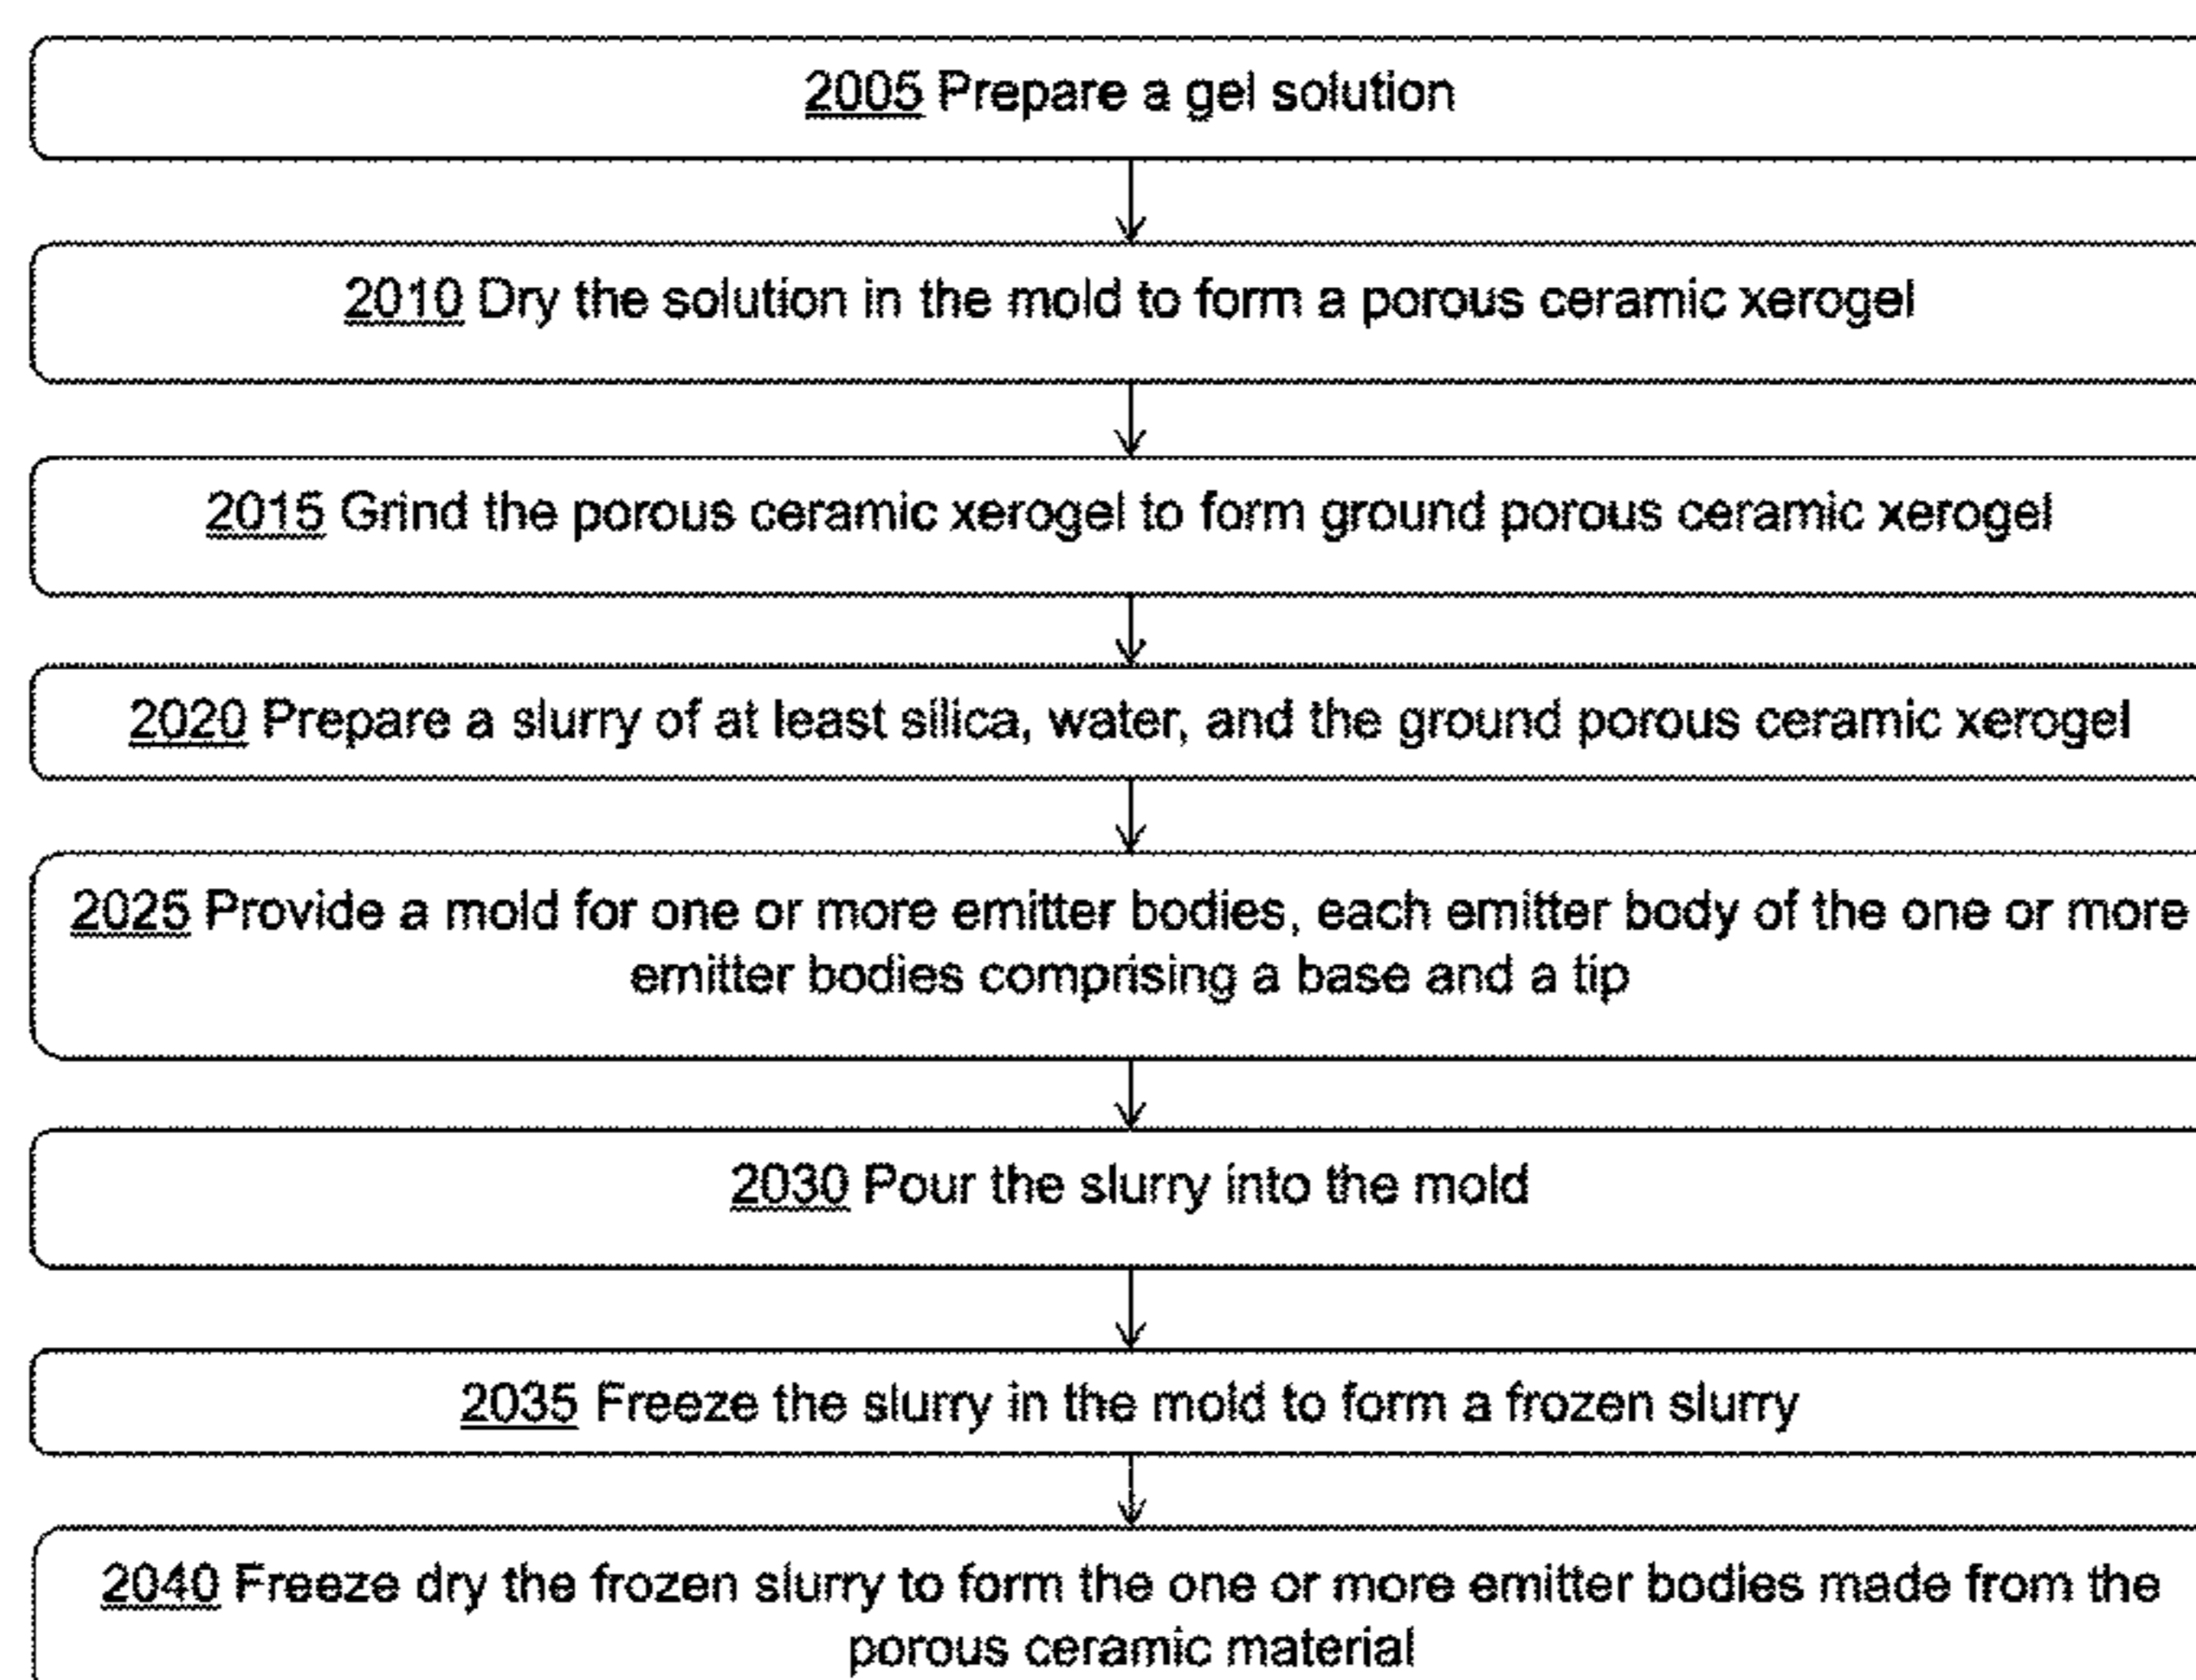 2005 Prepare a gel solution
2010 Dry the solution in the mold to form a porous ceramic xerogel
2015 Grind the porous ceramic xerogel to form ground porous ceramic xerogel
2020 Prepare a slurry of at least silica, water, and the ground porous ceramic xerogel
2025 Provide a mold for one or more emitter bodies, each emitter body of the one or more
emitter bodies comprising a base and a tip
2030 Pour the slurry into the mold
2035 Freeze the slurry in the mold to form a frozen slurry
2040 Freeze dry the frozen slurry to form the one or more emitter bodies made from the
porous ceramic material